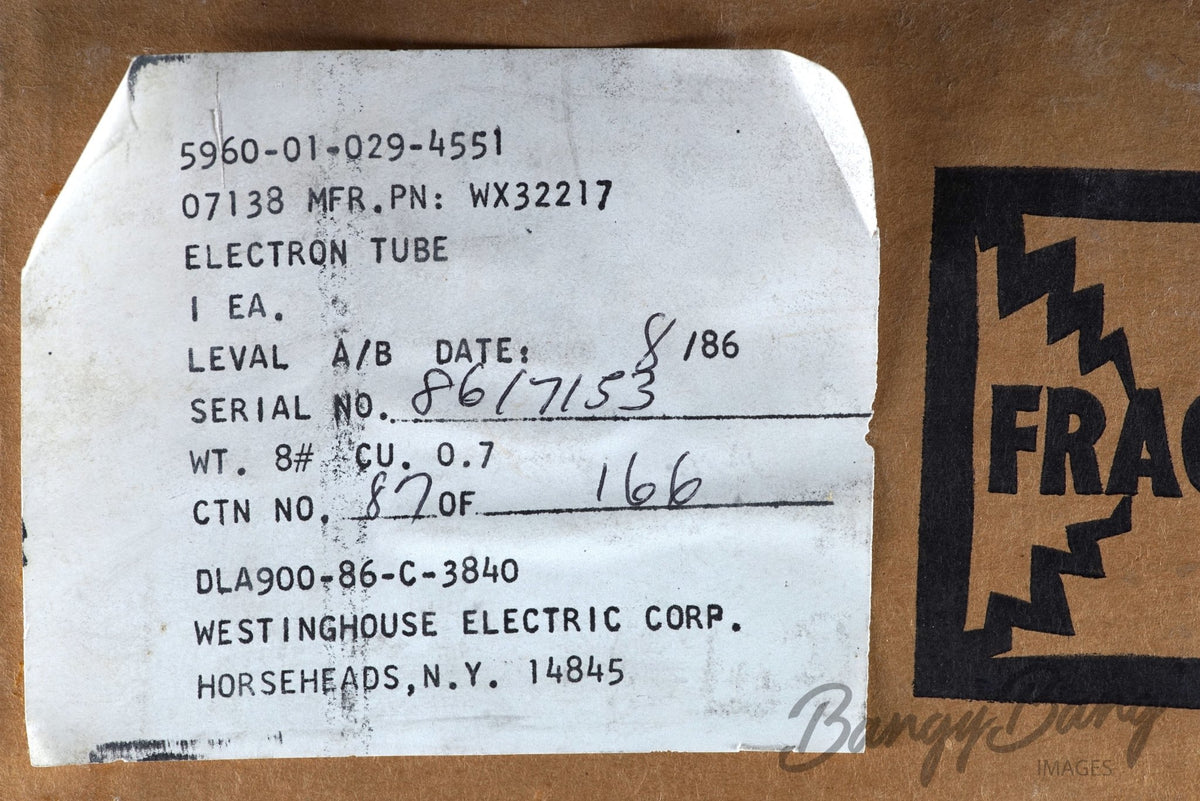 5960-01-029-4551
07138 MFR.PN: WX32217
ELECTRON TUBE
1 EA.
LEVAL A/B DATE: 8/86
SERIAL NO. 8617153
WT. 8# CU. 0.7
CTN NO. 87 OF 166
DLA900-86-C-3840
WESTINGHOUSE ELECTRIC CORP.
HORSEHEADS,N.Y. 14845
FRAG
BangyBang
IMAGES